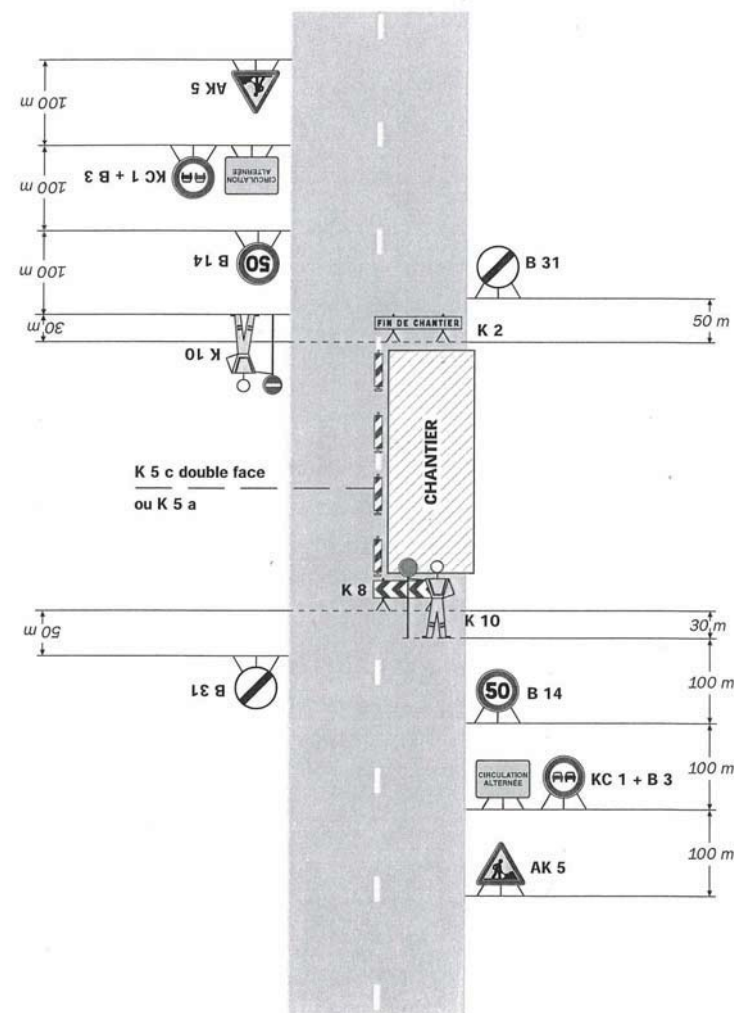 AK 5
100 m
CIRCULATION
ALTERNÉE
KC 1 + B 3
100 m
50
B 14
100 m
30 m
K 10
B 31
50 m
FIN DE CHANTIER
K 2
CHANTIER
K 5 c double face
ou K 5 a
K 8
K 10
30 m
50 m
B 31
50
B 14
100 m
CIRCULATION
ALTERNÉE
KC 1 + B 3
100 m
AK 5
100 m